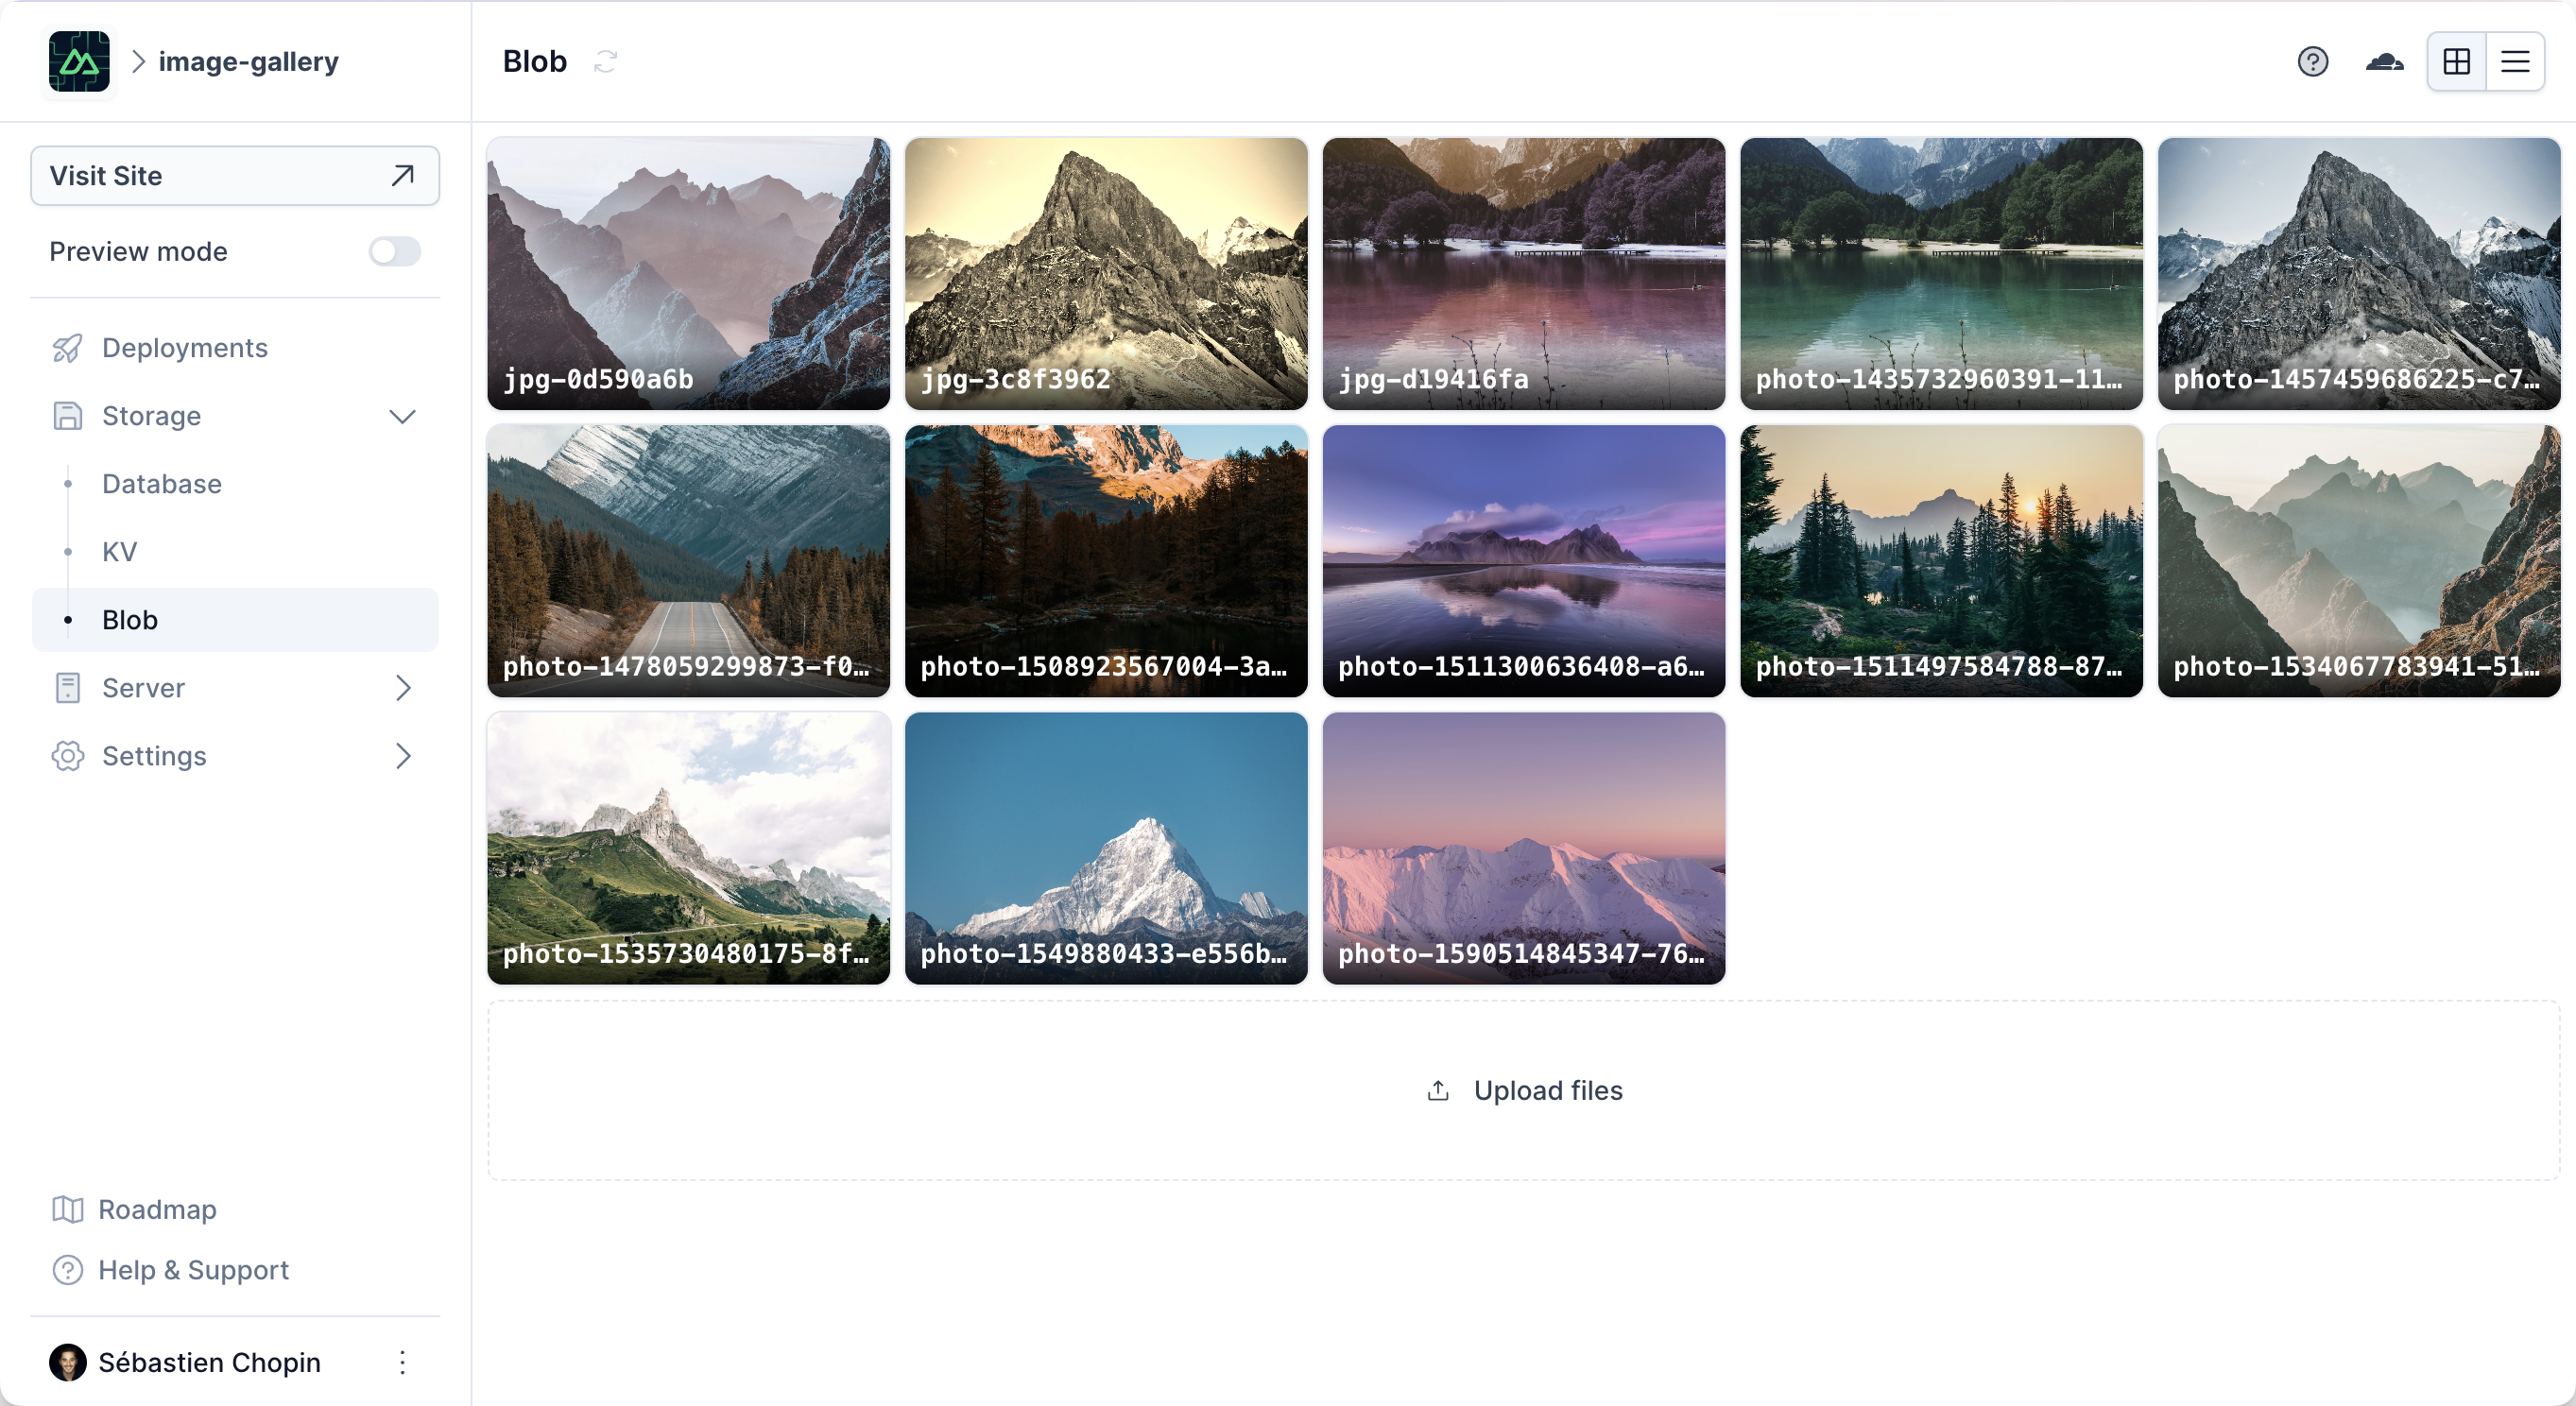 image-gallery
Blob
Visit Site
Preview mode
Deployments
Storage
Database
KV
Blob
Server
Settings
Roadmap
Help & Support
Sébastien Chopin
jpg-0d590a6b
jpg-3c8f3962
jpg-d19416fa
photo-1435732960391-11…
photo-1457459686225-c7…
photo-1478059299873-f0…
photo-1508923567004-3a…
photo-1511300636408-a6…
photo-1511497584788-87…
photo-1534067783941-51…
photo-1535730480175-8f…
photo-1549880433-e556b…
photo-1590514845347-76…
Upload files